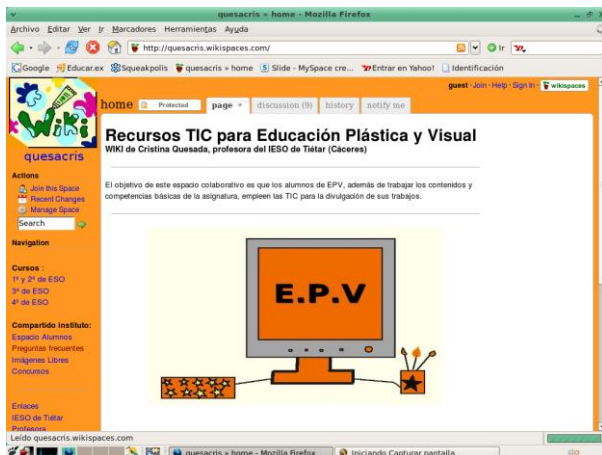 quesacris » home - Mozilla Firefox
Archivo Editar Ver Ir Marcadores Herramientas Ayuda
http://quesacris.wikispaces.com/
Ir
Google Educar.ex Squeakpolis quesacris » home Slide - MySpace cre... Entrar en Yahoo! Identificación
guest · Join · Help · Sign In · wikispaces
Wiki
quesacris
home Protected page discussion (9) history notify me
Recursos TIC para Educación Plástica y Visual
WIKI de Cristina Quesada, profesora del IESO de Tiétar (Cáceres)
El objetivo de este espacio colaborativo es que los alumnos de EPV, además de trabajar los contenidos y
competencias básicas de la asignatura, empleen las TIC para la divulgación de sus trabajos.
E.P.V
Actions
Join this Space
Recent Changes
Manage Space
Search
Navigation
Cursos :
1º y 2º de ESO
3º de ESO
4º de ESO
Compartido instituto:
Espacio Alumnos
Preguntas frecuentes
Imágenes Libres
Concursos
Enlaces
IESO de Tiétar
Profesora
Leído quesacris.wikispaces.com
quesacris » home - Mozilla Firefox
Iniciando Capturar pantalla